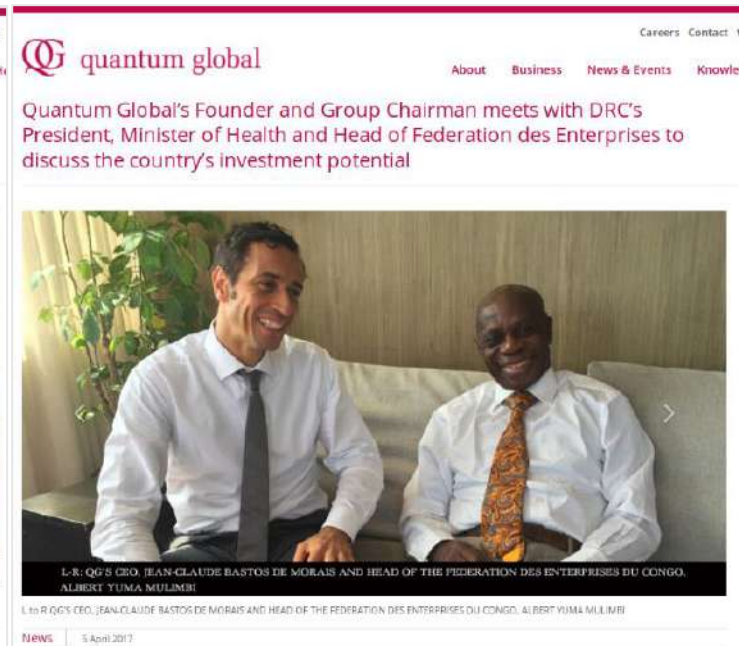 Careers Contact
QG quantum global
About Business News & Events
Quantum Global's Founder and Group Chairman meets with DRC's
President, Minister of Health and Head of Federation des Enterprises to
discuss the country's investment potential
L-R: QG'S CEO, JEAN-CLAUDE BASTOS DE MORAIS AND HEAD OF THE FEDERATION DES ENTERPRISES DU CONGO,
ALBERT YUMA MULIMBI
L to R QG'S CEO, JEAN-CLAUDE BASTOS DE MORAIS AND HEAD OF THE FEDERATION DES ENTERPRISES DU CONGO, ALBERT YUMA MULIMBI
News 5 April 2017